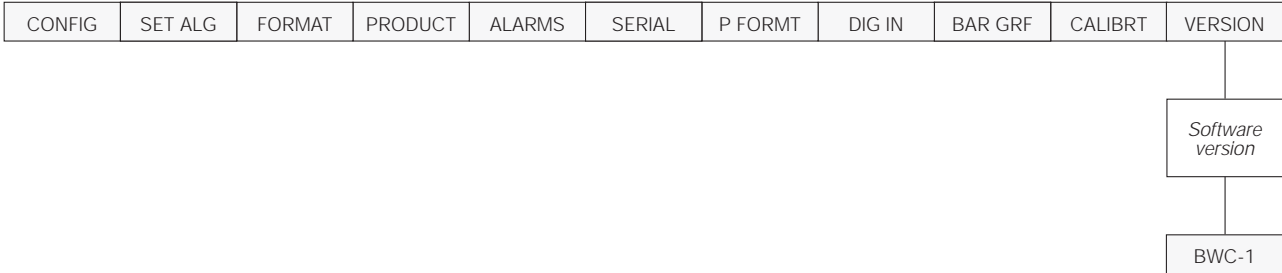 CONFIG SET ALG FORMAT PRODUCT ALARMS SERIAL P FORMT DIG IN BAR GRF CALIBRT VERSION
Software
version
BWC-1